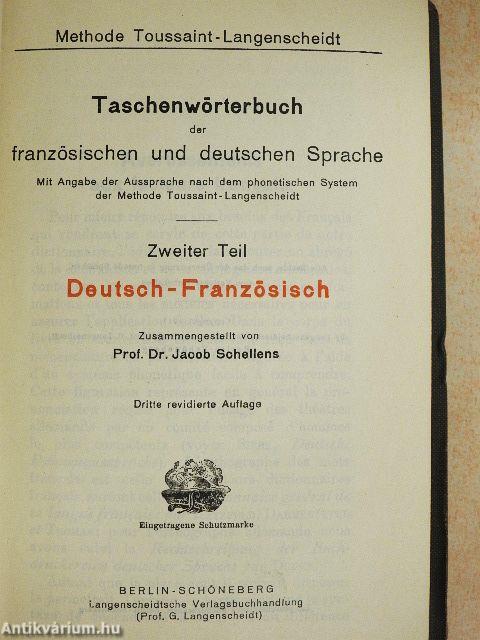 Methode Toussaint-Langenscheidt
Taschenwörterbuch
der
französischen und deutschen Sprache
Mit Angabe der Aussprache nach dem phonetischen System
der Methode Toussaint-Langenscheidt
Zweiter Teil
Deutsch-Französisch
Zusammengestellt von
Prof. Dr. Jacob Schellens
Dritte revidierte Auflage
Eingetragene Schutzmarke
BERLIN-SCHÖNEBERG
Langenscheidtsche Verlagsbuchhandlung
(Prof. G. Langenscheidt)
Antikvárium.hu